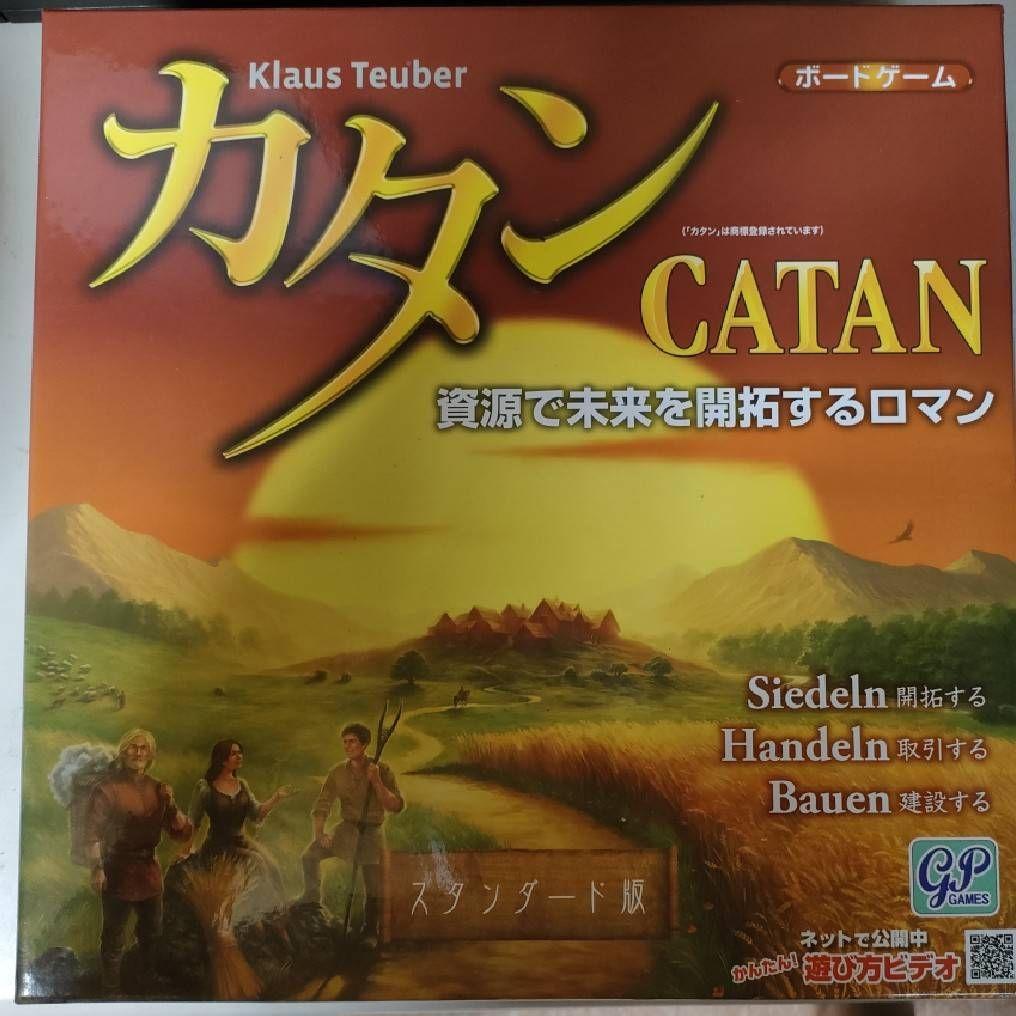 Klaus Teuber
ボードゲーム
カタン
(「カタン」は商標登録されています)
CATAN
資源で未来を開拓するロマン
Siedeln 開拓する
Handeln 取引する
Bauen 建設する
GP
GAMES
スタンダード版
ネットで公開中
かんたん! 遊び方ビデオ